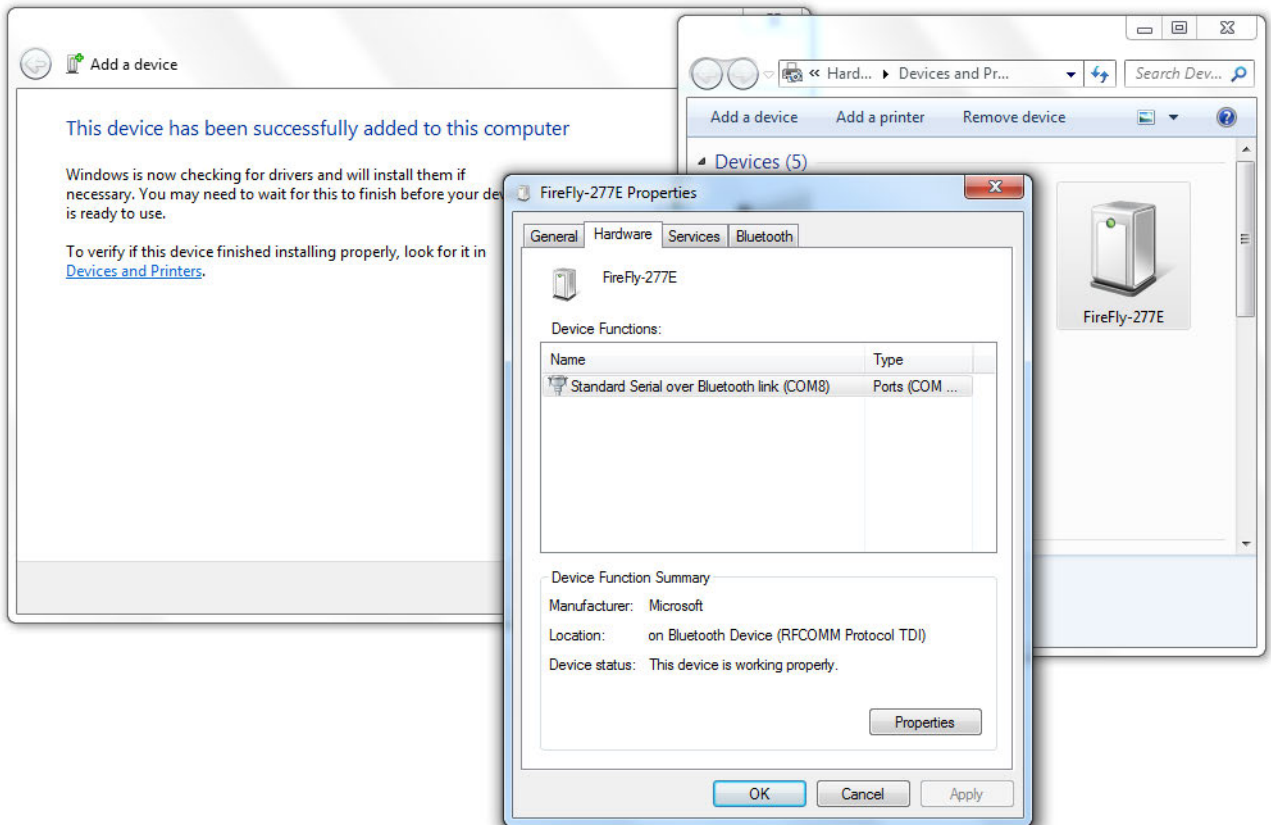 Add a device
This device has been successfully added to this computer
Windows is now checking for drivers and will install them if
necessary. You may need to wait for this to finish before your
is ready to use.
To verify if this device finished installing properly, look for it in
Devices and Printers.
« Hard... ▸ Devices and Pr...
Search Dev...
Add a device Add a printer Remove device
Devices (5)
FireFly-277E
FireFly-277E Properties
General Hardware Services Bluetooth
FireFly-277E
Device Functions:
Name Type
Standard Serial over Bluetooth link (COM8) Ports (COM ...
Device Function Summary
Manufacturer: Microsoft
Location: on Bluetooth Device (RFCOMM Protocol TDI)
Device status: This device is working properly.
Properties
OK Cancel Apply